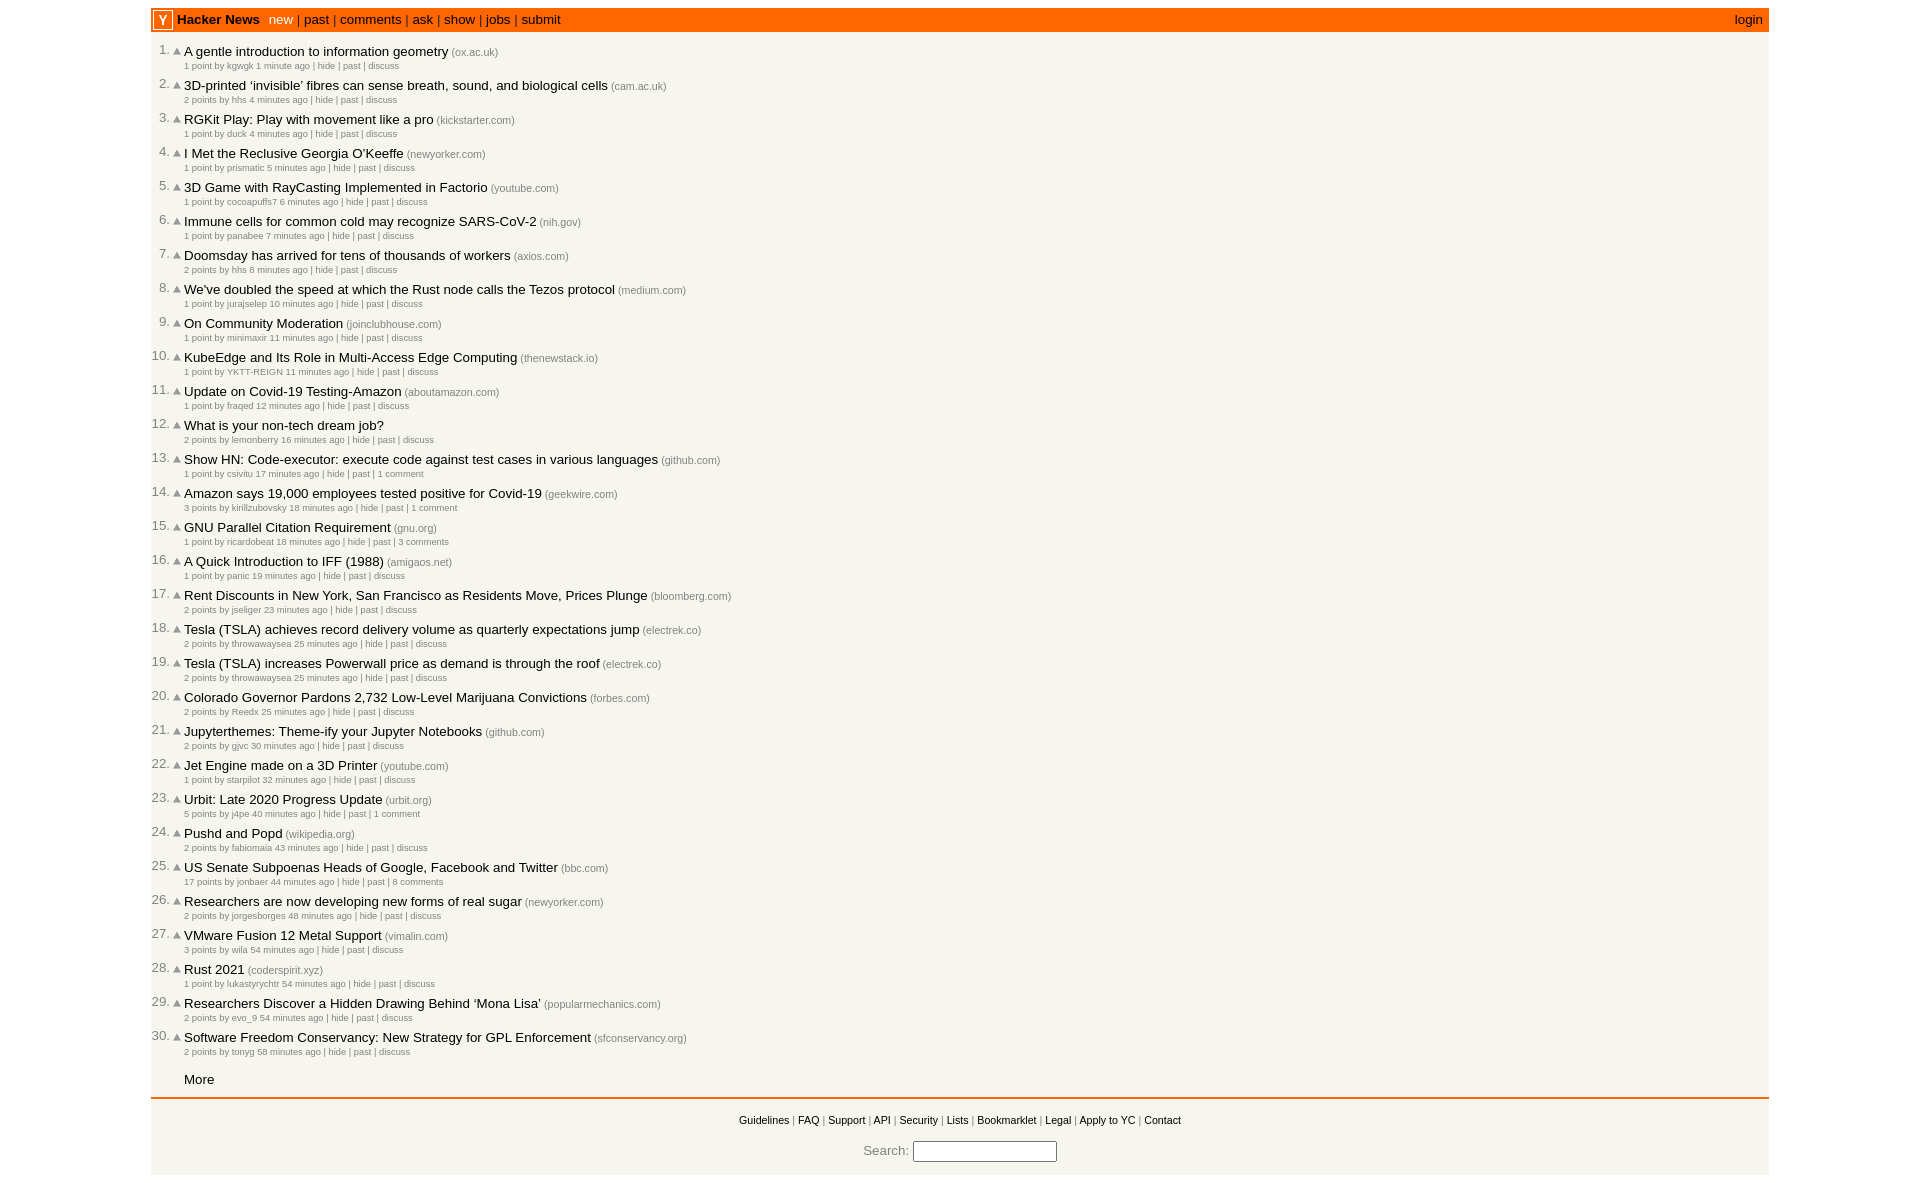 Y Hacker News new | past | comments | ask | show | jobs | submit login
1. A gentle introduction to information geometry (ox.ac.uk)
1 point by kgwgk 1 minute ago | hide | past | discuss
2. 3D-printed ‘invisible’ fibres can sense breath, sound, and biological cells (cam.ac.uk)
2 points by hhs 4 minutes ago | hide | past | discuss
3. RGKit Play: Play with movement like a pro (kickstarter.com)
1 point by duck 4 minutes ago | hide | past | discuss
4. I Met the Reclusive Georgia O’Keeffe (newyorker.com)
1 point by prismatic 5 minutes ago | hide | past | discuss
5. 3D Game with RayCasting Implemented in Factorio (youtube.com)
1 point by cocoapuffs7 6 minutes ago | hide | past | discuss
6. Immune cells for common cold may recognize SARS-CoV-2 (nih.gov)
1 point by panabee 7 minutes ago | hide | past | discuss
7. Doomsday has arrived for tens of thousands of workers (axios.com)
2 points by hhs 8 minutes ago | hide | past | discuss
8. We've doubled the speed at which the Rust node calls the Tezos protocol (medium.com)
1 point by jurajselep 10 minutes ago | hide | past | discuss
9. On Community Moderation (joinclubhouse.com)
1 point by minimaxir 11 minutes ago | hide | past | discuss
10. KubeEdge and Its Role in Multi-Access Edge Computing (thenewstack.io)
1 point by YKTT-REIGN 11 minutes ago | hide | past | discuss
11. Update on Covid-19 Testing-Amazon (aboutamazon.com)
1 point by fraqed 12 minutes ago | hide | past | discuss
12. What is your non-tech dream job?
2 points by lemonberry 16 minutes ago | hide | past | discuss
13. Show HN: Code-executor: execute code against test cases in various languages (github.com)
1 point by csivitu 17 minutes ago | hide | past | 1 comment
14. Amazon says 19,000 employees tested positive for Covid-19 (geekwire.com)
3 points by kirillzubovsky 18 minutes ago | hide | past | 1 comment
15. GNU Parallel Citation Requirement (gnu.org)
1 point by ricardobeat 18 minutes ago | hide | past | 3 comments
16. A Quick Introduction to IFF (1988) (amigaos.net)
1 point by panic 19 minutes ago | hide | past | discuss
17. Rent Discounts in New York, San Francisco as Residents Move, Prices Plunge (bloomberg.com)
2 points by jseliger 23 minutes ago | hide | past | discuss
18. Tesla (TSLA) achieves record delivery volume as quarterly expectations jump (electrek.co)
2 points by throwawaysea 25 minutes ago | hide | past | discuss
19. Tesla (TSLA) increases Powerwall price as demand is through the roof (electrek.co)
2 points by throwawaysea 25 minutes ago | hide | past | discuss
20. Colorado Governor Pardons 2,732 Low-Level Marijuana Convictions (forbes.com)
2 points by Reedx 25 minutes ago | hide | past | discuss
21. Jupyterthemes: Theme-ify your Jupyter Notebooks (github.com)
2 points by gjvc 30 minutes ago | hide | past | discuss
22. Jet Engine made on a 3D Printer (youtube.com)
1 point by starpilot 32 minutes ago | hide | past | discuss
23. Urbit: Late 2020 Progress Update (urbit.org)
5 points by j4pe 40 minutes ago | hide | past | 1 comment
24. Pushd and Popd (wikipedia.org)
2 points by fabiomaia 43 minutes ago | hide | past | discuss
25. US Senate Subpoenas Heads of Google, Facebook and Twitter (bbc.com)
17 points by jonbaer 44 minutes ago | hide | past | 8 comments
26. Researchers are now developing new forms of real sugar (newyorker.com)
2 points by jorgesborges 48 minutes ago | hide | past | discuss
27. VMware Fusion 12 Metal Support (vimalin.com)
3 points by wila 54 minutes ago | hide | past | discuss
28. Rust 2021 (coderspirit.xyz)
1 point by lukastyrychtr 54 minutes ago | hide | past | discuss
29. Researchers Discover a Hidden Drawing Behind ‘Mona Lisa’ (popularmechanics.com)
2 points by evo_9 54 minutes ago | hide | past | discuss
30. Software Freedom Conservancy: New Strategy for GPL Enforcement (sfconservancy.org)
2 points by tonyg 58 minutes ago | hide | past | discuss
More
Guidelines | FAQ | Support | API | Security | Lists | Bookmarklet | Legal | Apply to YC | Contact
Search: